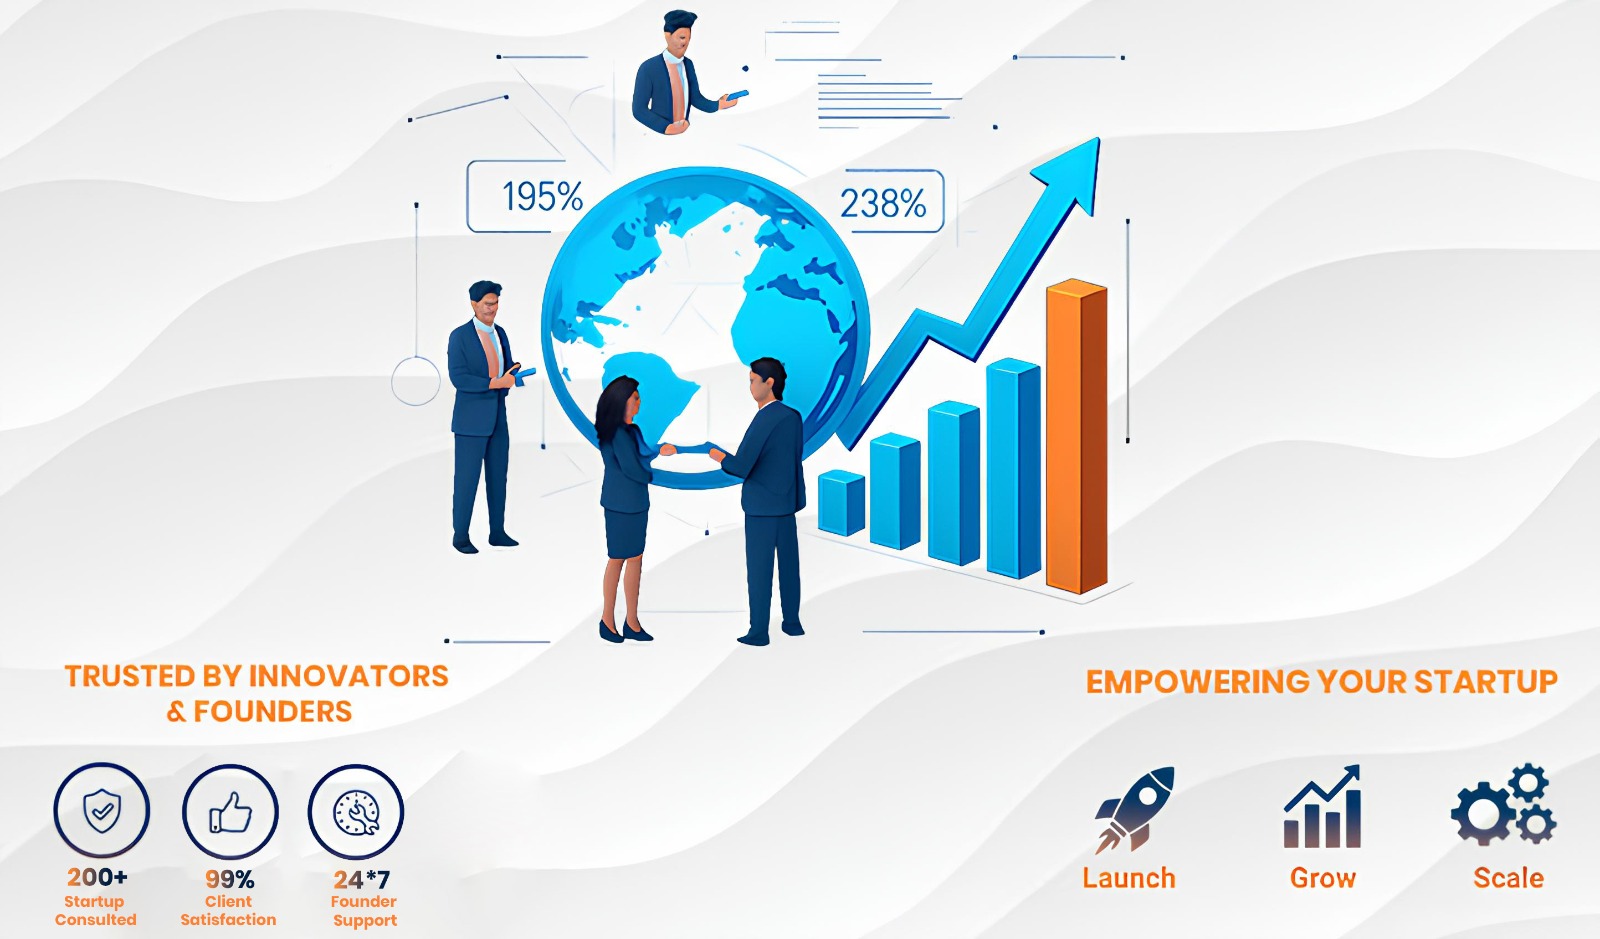 195%
238%
TRUSTED BY INNOVATORS
& FOUNDERS
200+
Startup
Consulted
99%
Client
Satisfaction
24*7
Founder
Support
EMPOWERING YOUR STARTUP
Launch
Grow
Scale